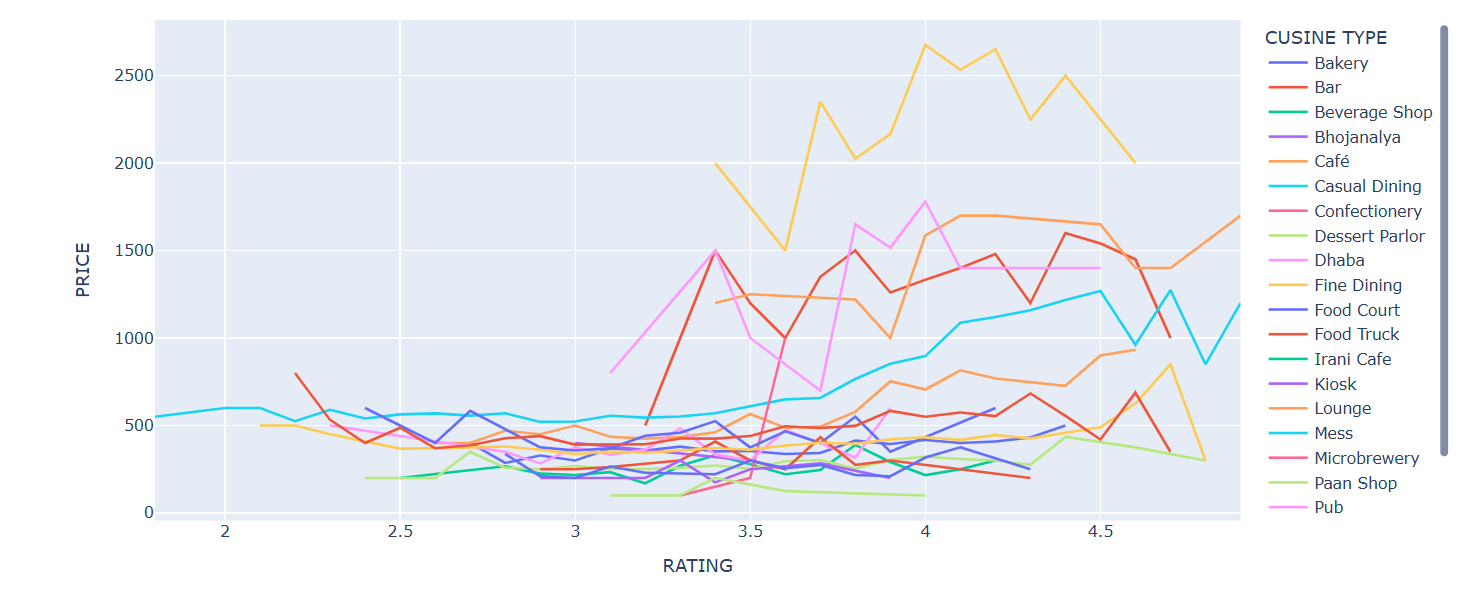 PRICE
2500
2000
1500
1000
500
0
2
2.5
3
3.5
4
4.5
RATING
CUSINE TYPE
Bakery
Bar
Beverage Shop
Bhojanalya
Café
Casual Dining
Confectionery
Dessert Parlor
Dhaba
Fine Dining
Food Court
Food Truck
Irani Cafe
Kiosk
Lounge
Mess
Microbrewery
Paan Shop
Pub